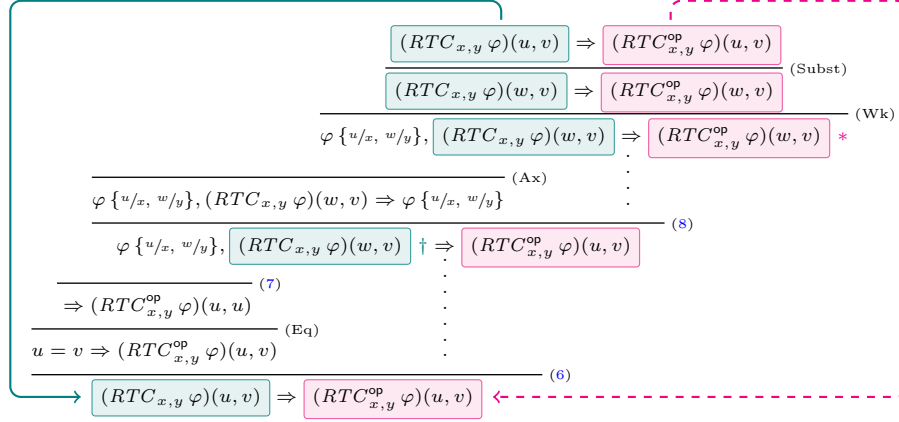 (RTC_{x,y} φ)(u, v) ⇒ (RTC^{op}_{x,y} φ)(u, v)
(Subst)
(RTC_{x,y} φ)(w, v) ⇒ (RTC^{op}_{x,y} φ)(w, v)
(Wk)
φ {u/x, w/y}, (RTC_{x,y} φ)(w, v) ⇒ (RTC^{op}_{x,y} φ)(w, v) *
(Ax)
φ {u/x, w/y}, (RTC_{x,y} φ)(w, v) ⇒ φ {u/x, w/y}
(8)
φ {u/x, w/y}, (RTC_{x,y} φ)(w, v) † ⇒ (RTC^{op}_{x,y} φ)(u, v)
(7)
⇒ (RTC^{op}_{x,y} φ)(u, u)
(Eq)
u = v ⇒ (RTC^{op}_{x,y} φ)(u, v)
(6)
(RTC_{x,y} φ)(u, v) ⇒ (RTC^{op}_{x,y} φ)(u, v)